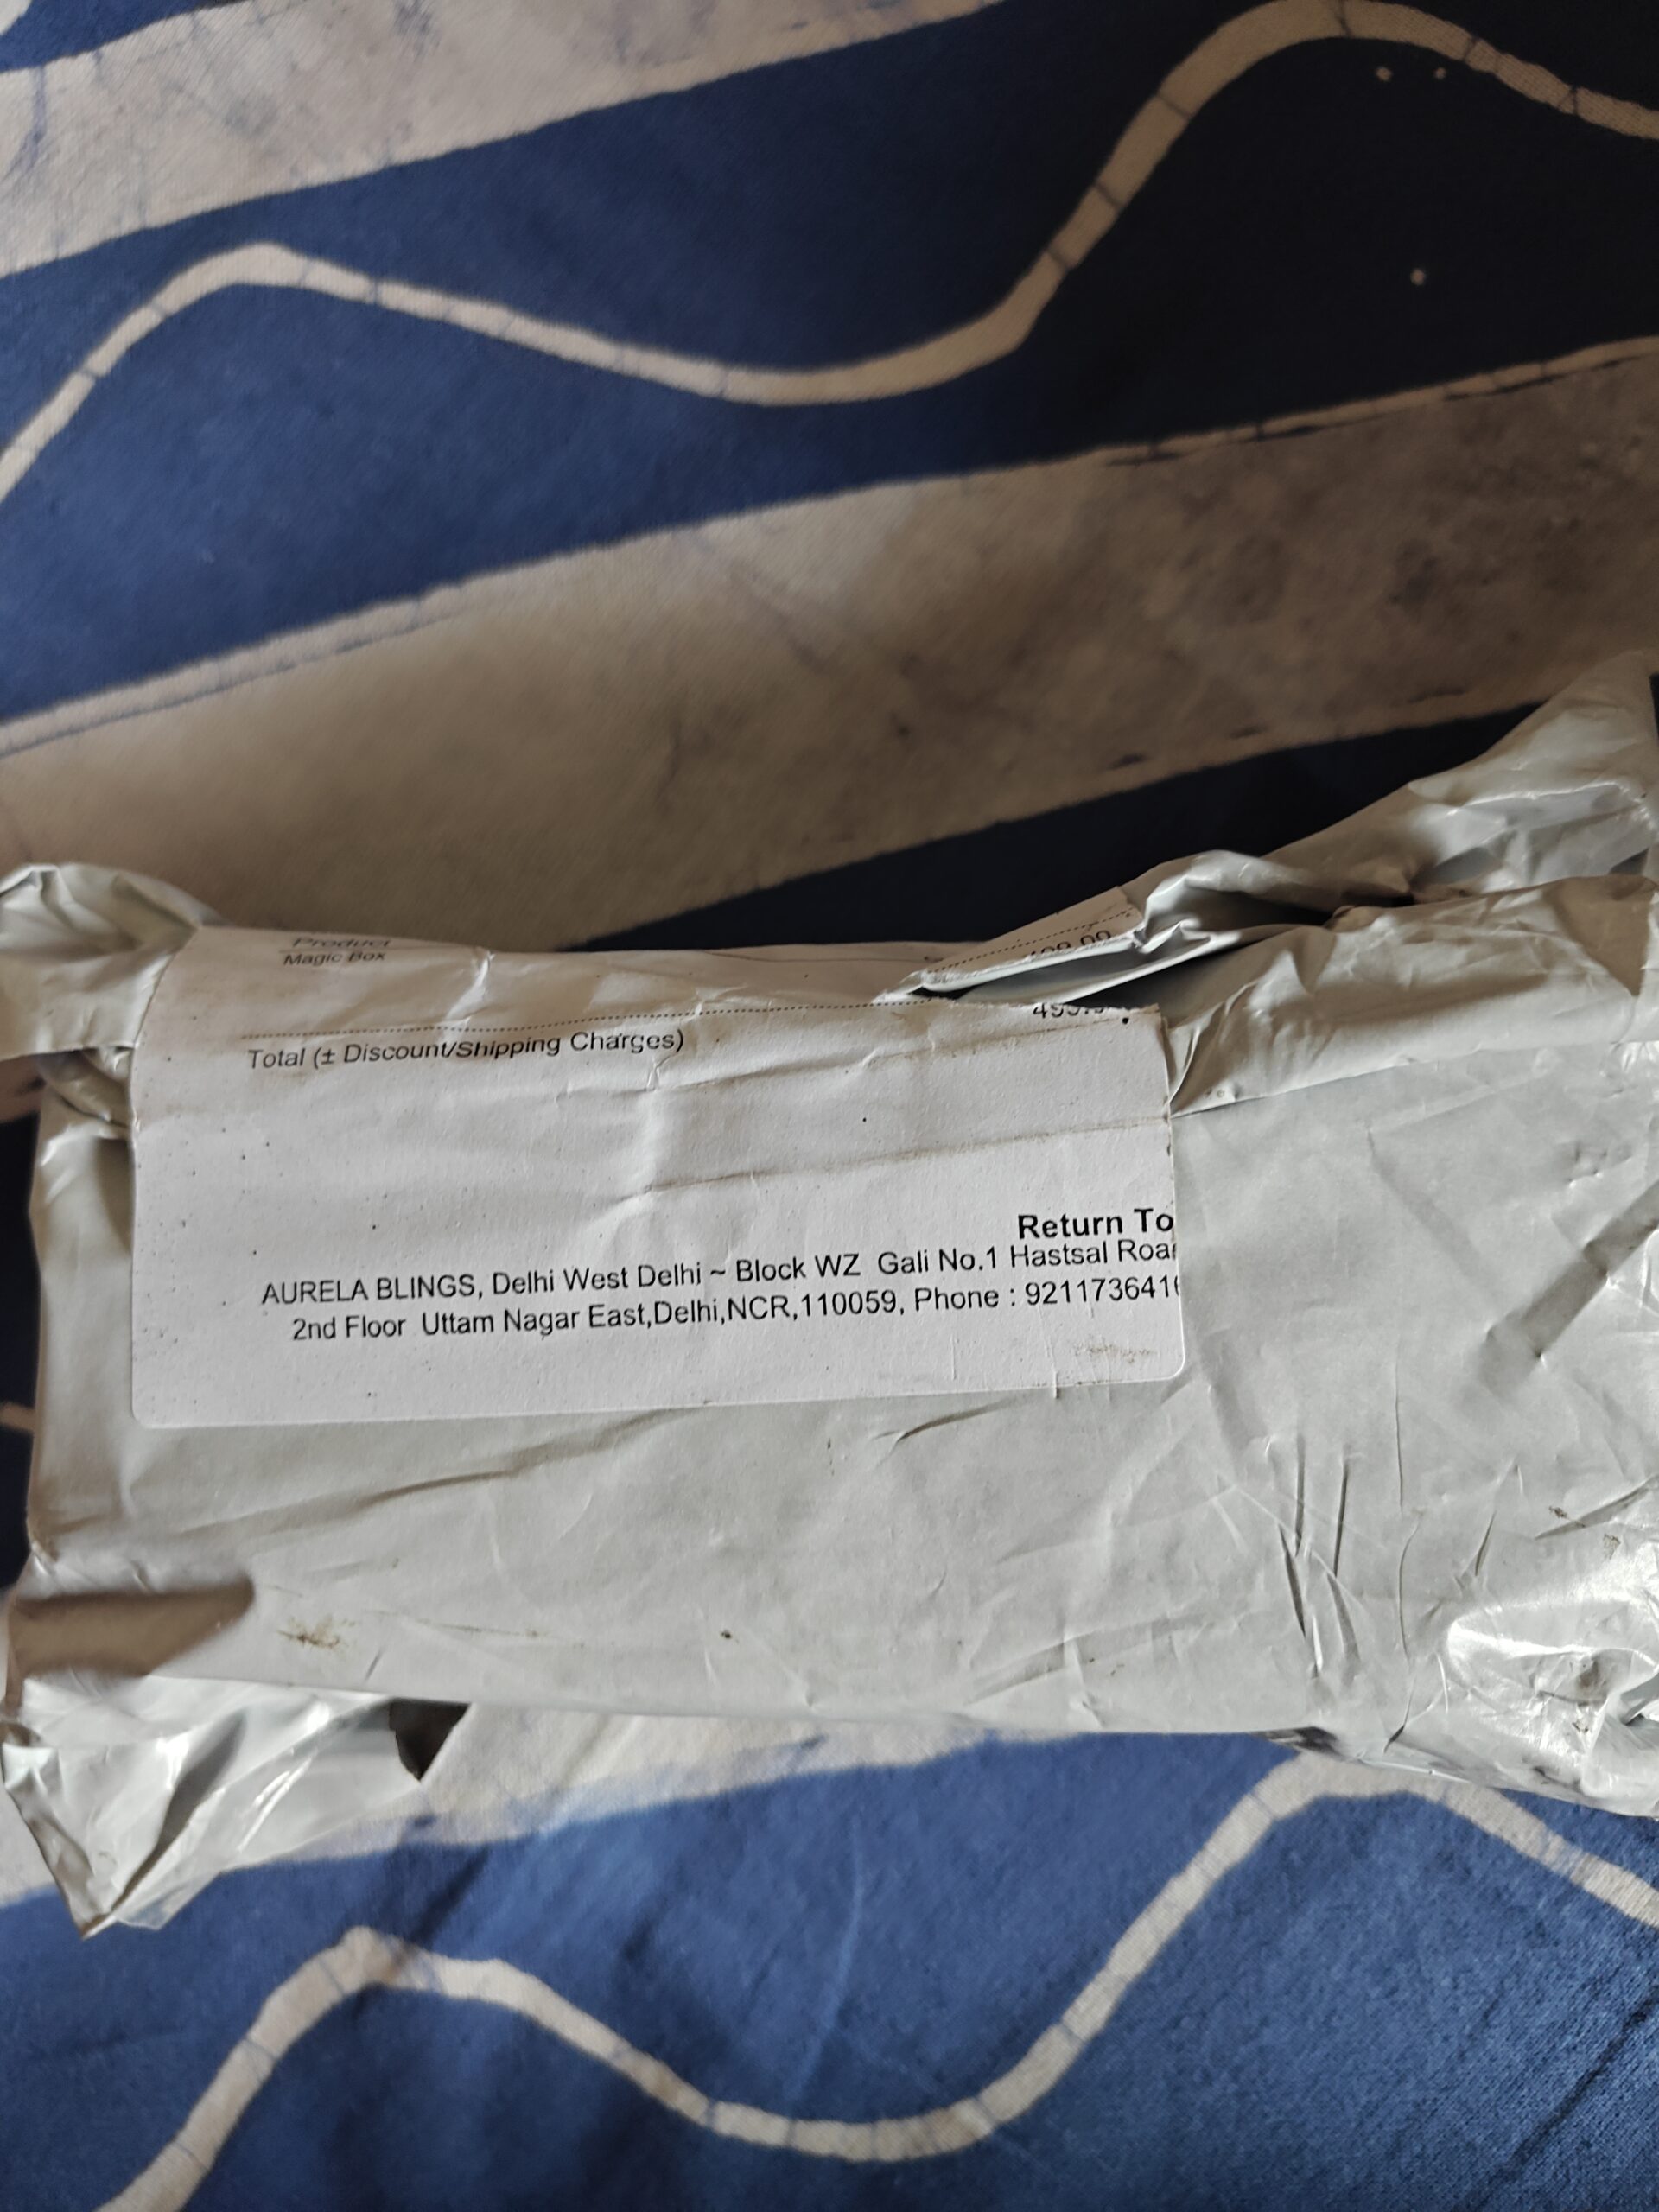 Product
Magic Box
Total (± Discount/Shipping Charges)
Return To
AURELA BLINGS, Delhi West Delhi ~ Block WZ Gali No.1 Hastsal
2nd Floor Uttam Nagar East,Delhi,NCR,110059, Phone :